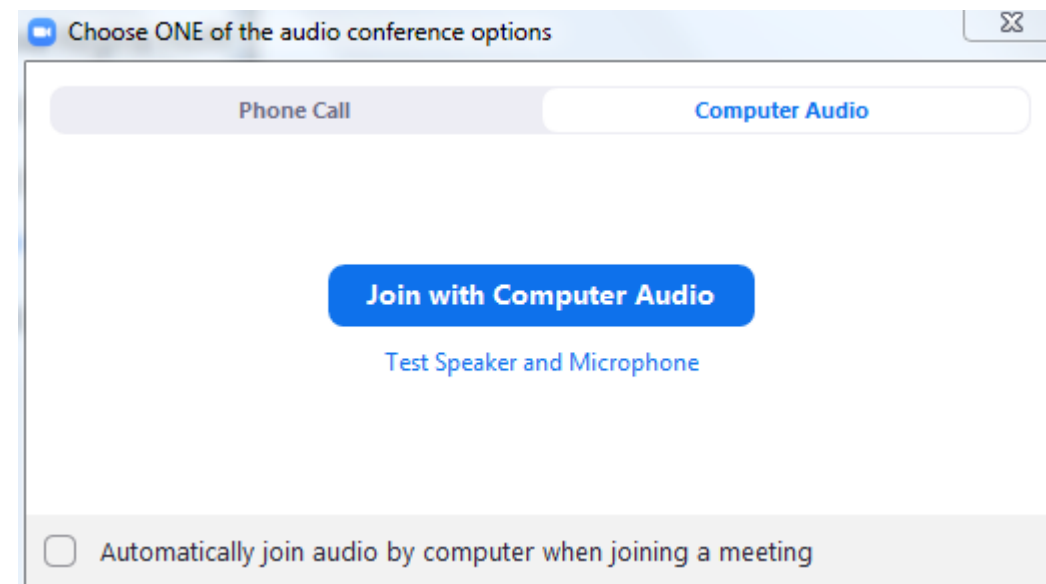 Choose ONE of the audio conference options
Phone Call
Computer Audio
Join with Computer Audio
Test Speaker and Microphone
Automatically join audio by computer when joining a meeting